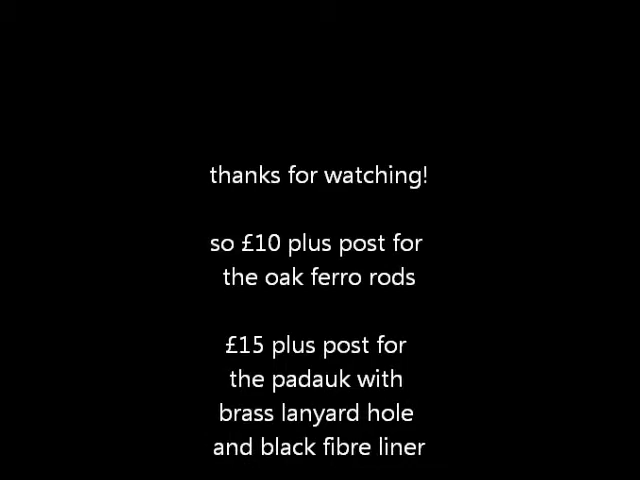 thanks for watching!
so £10 plus post for
the oak ferro rods
£15 plus post for
the padauk with
brass lanyard hole
and black fibre liner